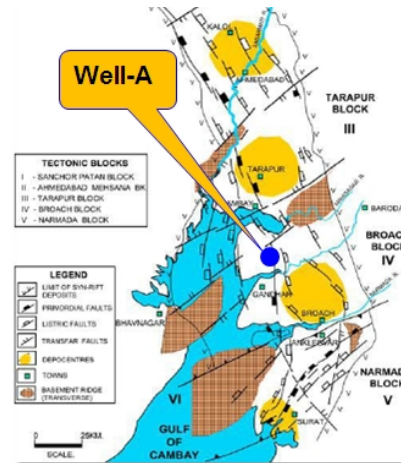 KALOL
AHMEDABAD
Well-A
TARAPUR
BLOCK
III
TECTONIC BLOCKS
I - SANCHOR PATAN BLOCK
II - AHMEDABAD MEHSANA BK.
III - TARAPUR BLOCK
IV - BROACH BLOCK
V - NARMADA BLOCK
TARAPUR
BARODA
BROACH
BLOCK
IV
LEGEND
LIMIT OF SYN-RIFT
DEPOSITS
PRIMORDIAL FAULTS
LISTRIC FAULTS
TRANSFAR FAULTS
DEPOCENTRES
TOWNS
BASEMENT RIDGE
(TRANSVERSE)
BHAVNAGAR
BROACH
ANKLESWAR
NARMADA
BLOCK
V
VI
GULF
OF
CAMBAY
SURAT
0 25KM.
SCALE.